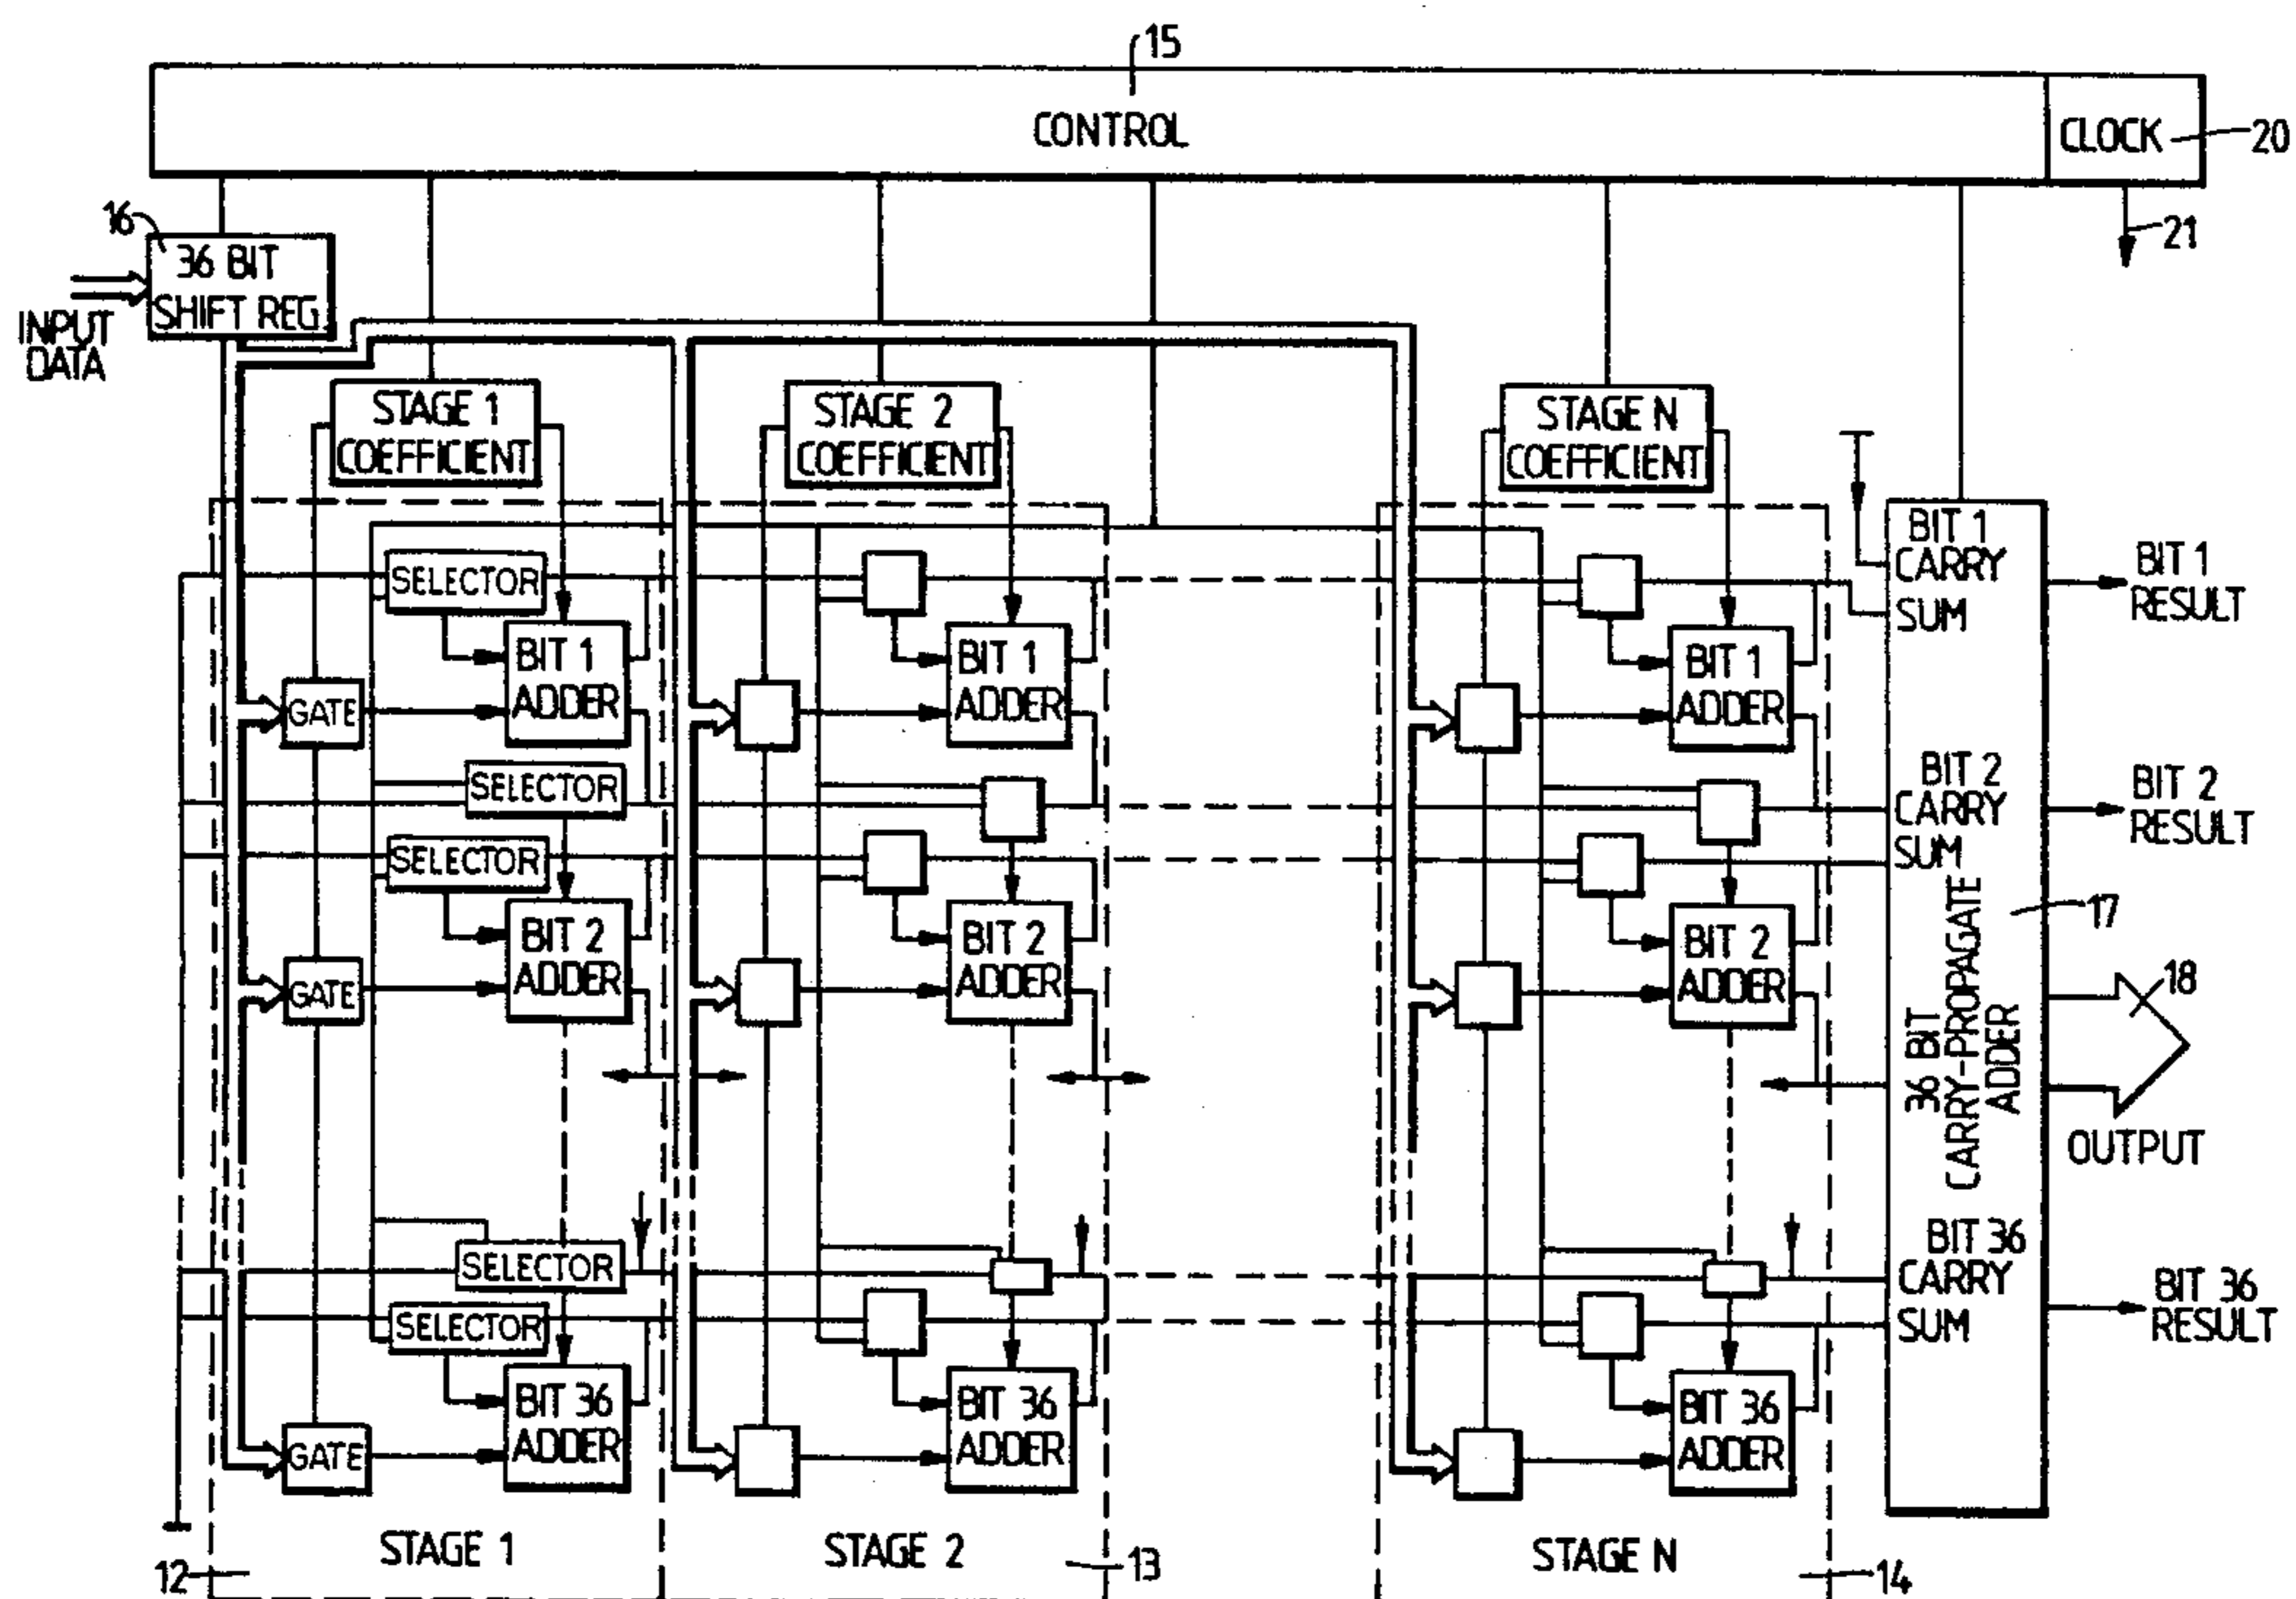 15
CONTROL
CLOCK
20
21
16
36 BIT
SHIFT REG.
INPUT
DATA
STAGE 1
COEFFICIENT
STAGE 2
COEFFICIENT
STAGE N
COEFFICIENT
SELECTOR
BIT 1
ADDER
GATE
SELECTOR
SELECTOR
BIT 2
ADDER
GATE
SELECTOR
SELECTOR
BIT 36
ADDER
GATE
STAGE 1
12
BIT 1
ADDER
BIT 2
ADDER
BIT 36
ADDER
STAGE 2
13
BIT 1
ADDER
BIT 2
ADDER
BIT 36
ADDER
STAGE N
14
BIT 1
CARRY
SUM
BIT 2
CARRY
SUM
36 BIT
CARRY-PROPAGATE
ADDER
17
BIT 36
CARRY
SUM
BIT 1
RESULT
BIT 2
RESULT
18
OUTPUT
BIT 36
RESULT